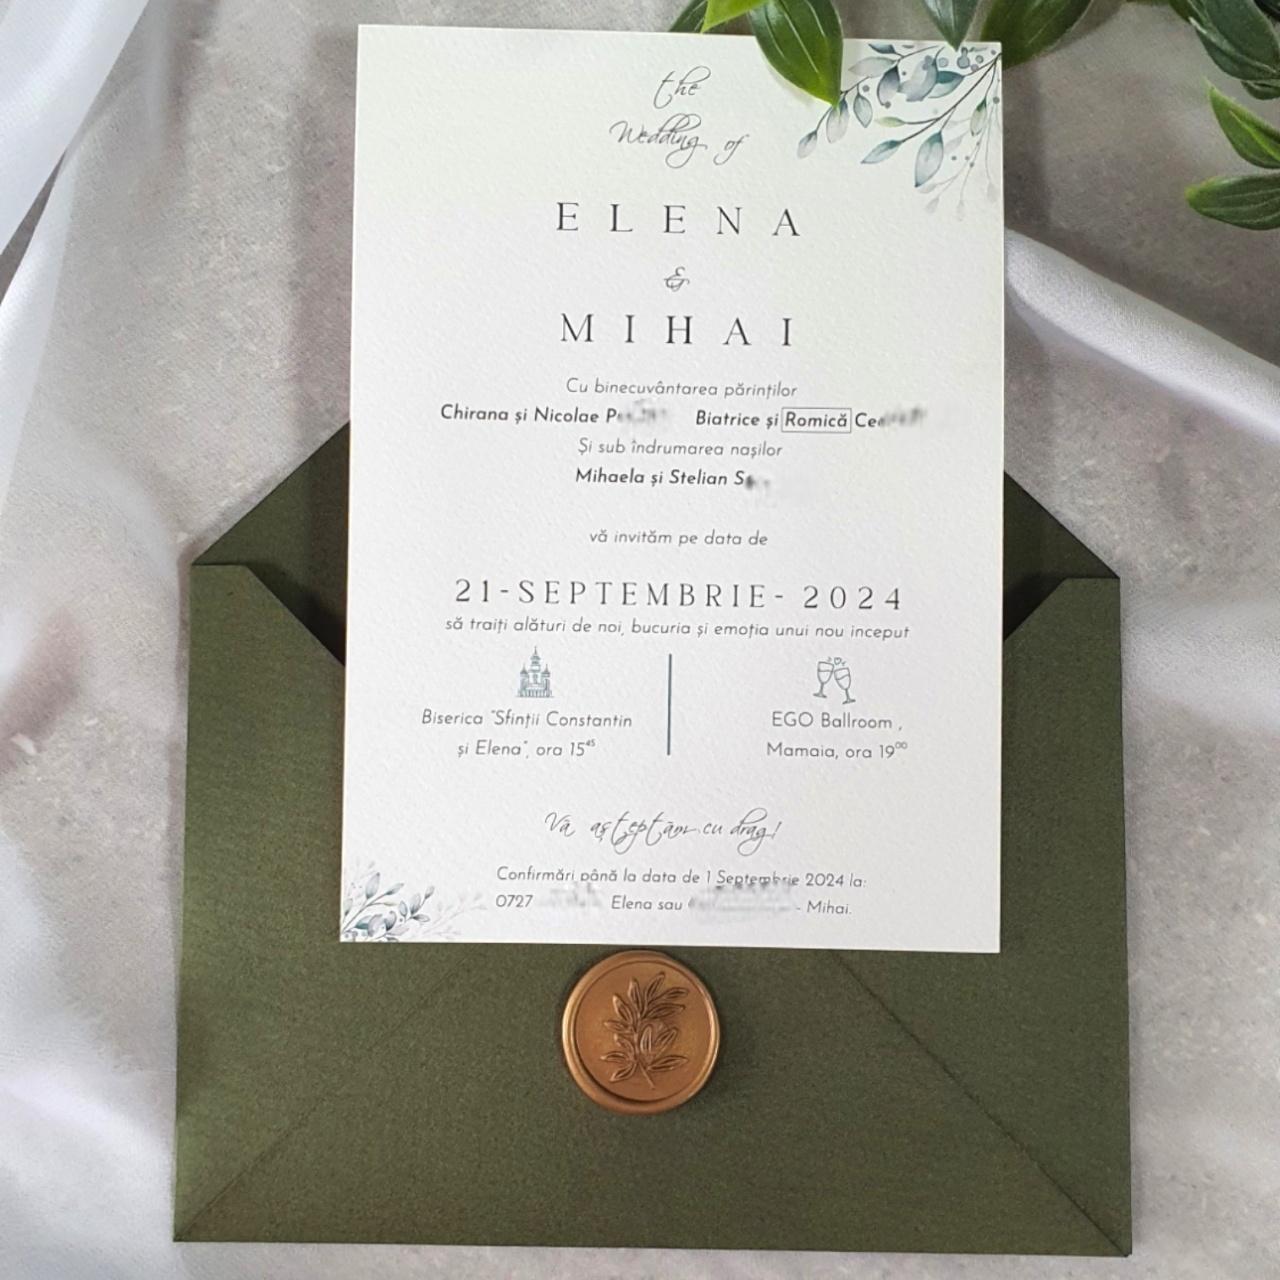 the
Wedding of
ELENA
&
MIHAI
Cu binecuvântarea părinților
Chirana și Nicolae Biatrice și Romică
Și sub îndrumarea nașilor
Mihaela și Stelian
vă invităm pe data de
21-SEPTEMBRIE- 2024
să traiți alături de noi, bucuria și emoția unui nou inceput
Biserica "Sfinții Constantin
și Elena", ora 15⁴⁵
EGO Ballroom ,
Mamaia, ora 19⁰⁰
Vă așteptăm cu drag!
Confirmări până la data de 1 Septembrie 2024 la:
0727 Elena sau - Mihai.